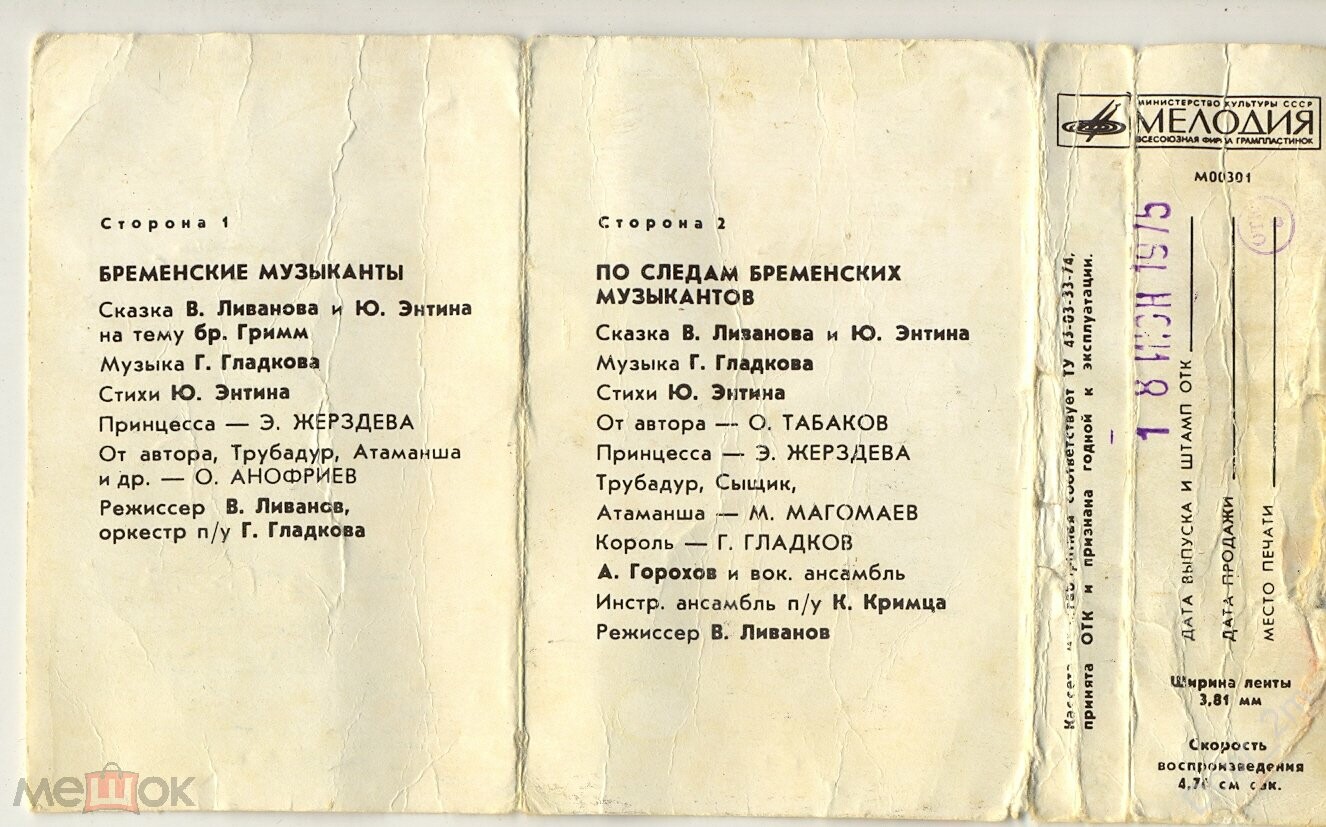 Сторона 1
БРЕМЕНСКИЕ МУЗЫКАНТЫ
Сказка В. Ливанова и Ю. Энтина
на тему бр. Гримм
Музыка Г. Гладкова
Стихи Ю. Энтина
Принцесса — Э. ЖЕРЗДЕВА
От автора, Трубадур, Атаманша
и др. — О. АНОФРИЕВ
Режиссер В. Ливанов,
оркестр п/у Г. Гладкова
Сторона 2
ПО СЛЕДАМ БРЕМЕНСКИХ
МУЗЫКАНТОВ
Сказка В. Ливанова и Ю. Энтина
Музыка Г. Гладкова
Стихи Ю. Энтина
От автора — О. ТАБАКОВ
Принцесса — Э. ЖЕРЗДЕВА
Трубадур, Сыщик,
Атаманша — М. МАГОМАЕВ
Король — Г. ГЛАДКОВ
А. Горохов и вок. ансамбль
Инстр. ансамбль п/у К. Кримца
Режиссер В. Ливанов
Кассета соответствует ТУ 43-03-33-74,
принята ОТК и признана годной к эксплуатации.
МИНИСТЕРСТВО КУЛЬТУРЫ СССР
МЕЛОДИЯ
ВСЕСОЮЗНАЯ ФИРМА ГРАМПЛАСТИНОК
М00301
18 ИЮН 1975
ДАТА ВЫПУСКА И ШТАМП ОТК
ДАТА ПРОДАЖИ
МЕСТО ПЕЧАТИ
Ширина ленты
3,81 мм
Скорость
воспроизведения
4,76 см сек.
мешок